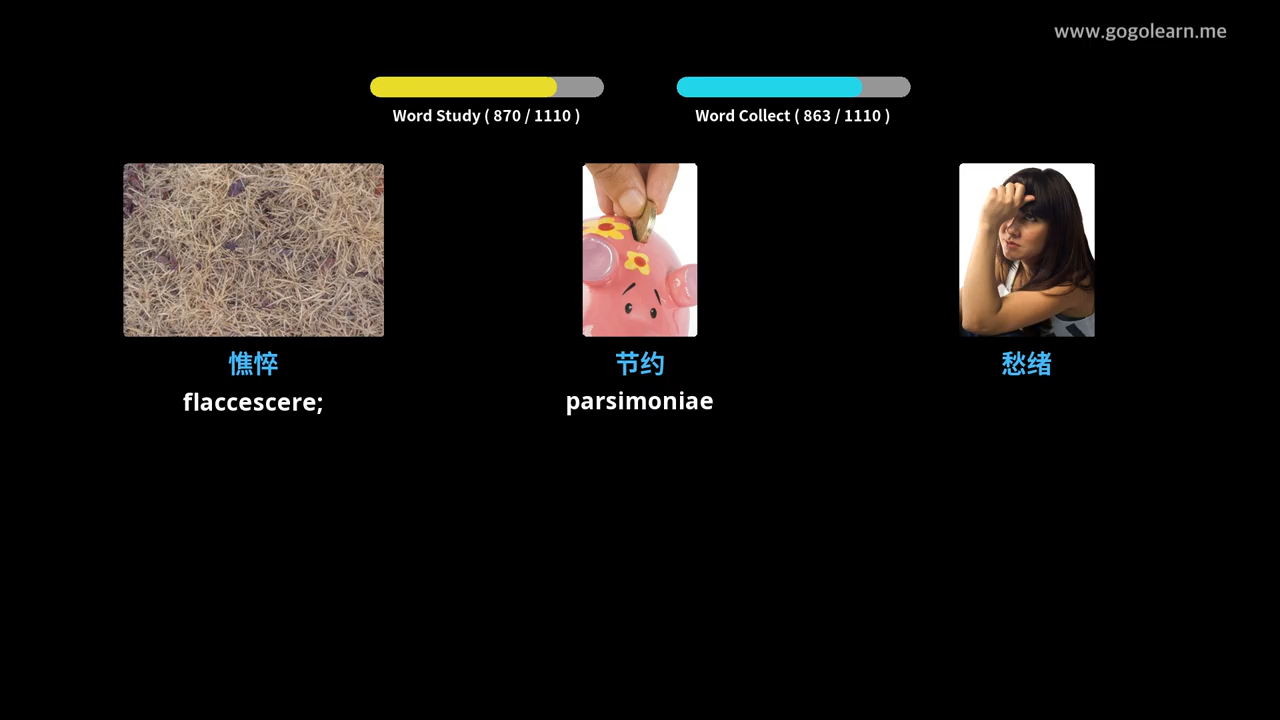 www.gogolearn.me
Word Study ( 870 / 1110 )
Word Collect ( 863 / 1110 )
憔悴
节约
愁绪
flaccescere;
parsimoniae